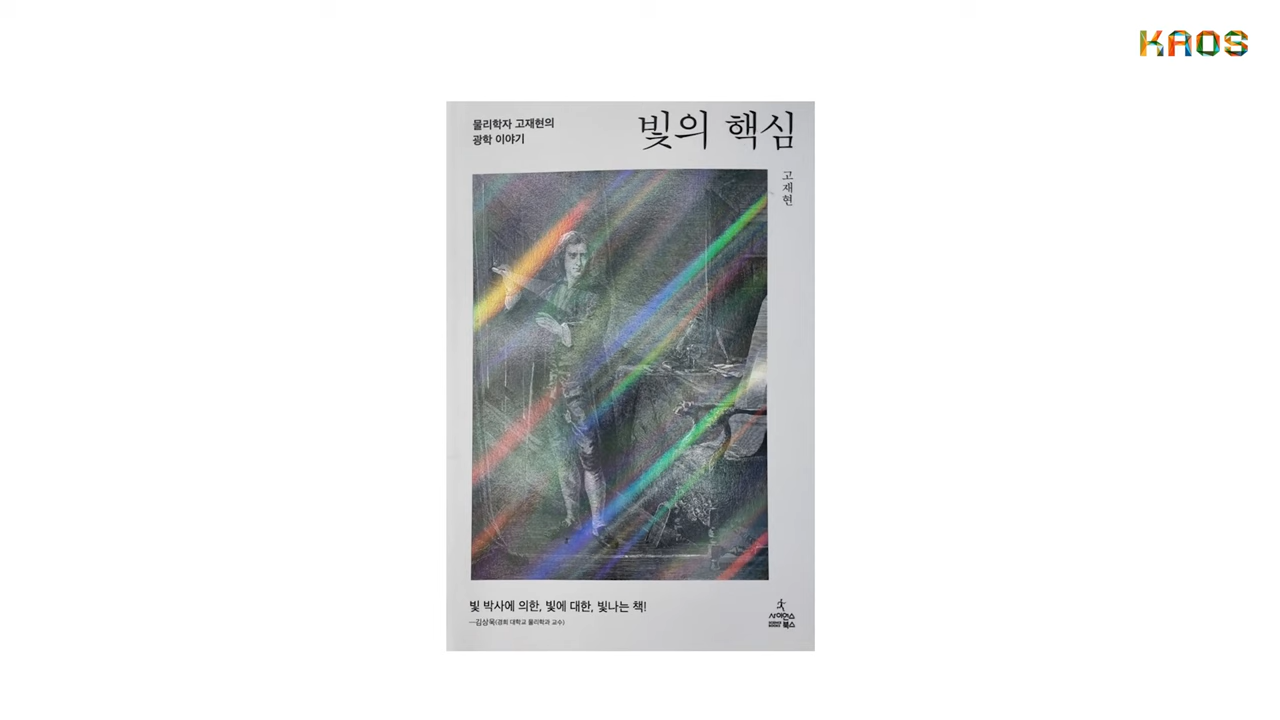 KAOS
물리학자 고재현의
광학 이야기
빛의 핵심
고재현
빛 박사에 의한, 빛에 대한, 빛나는 책!
—김상욱(경희 대학교 물리학과 교수)
사이언스
SCIENCE BOOKS 북스